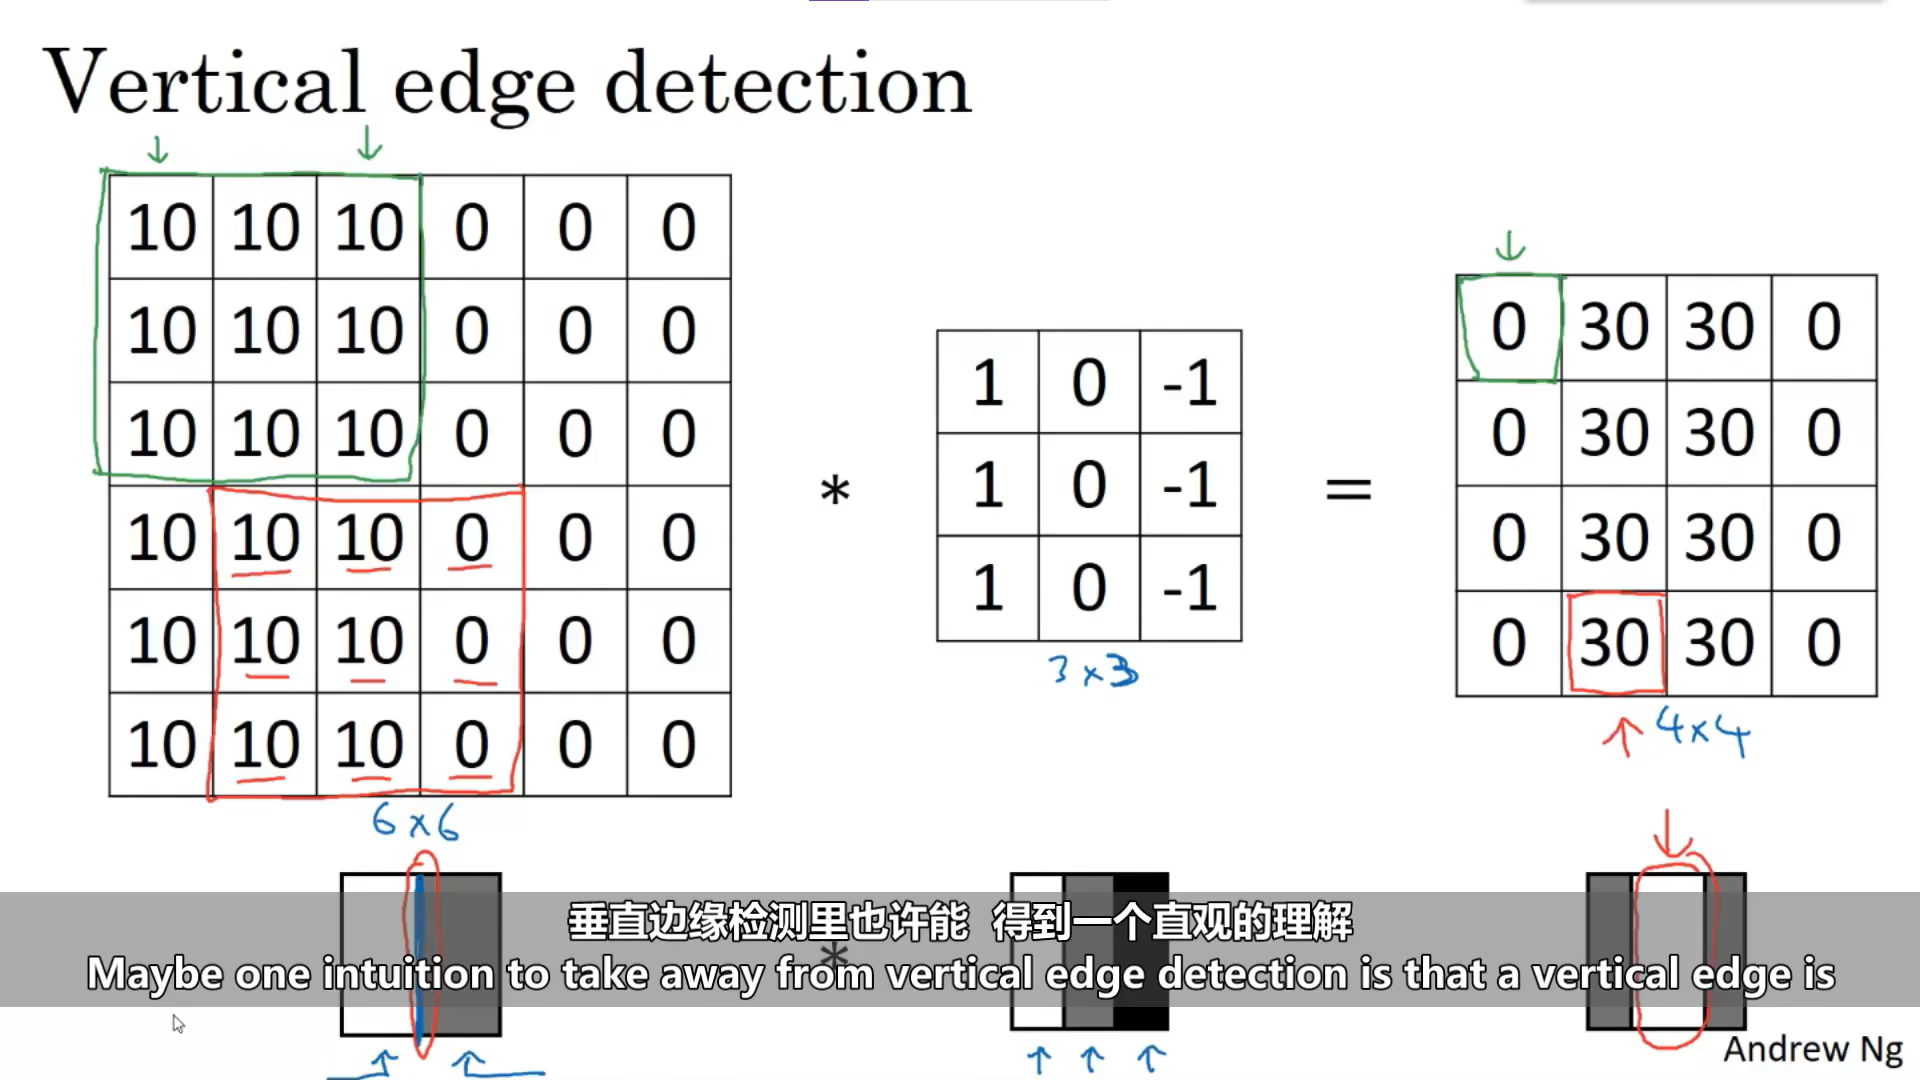 Vertical edge detection
10 10 10 0 0 0
10 10 10 0 0 0
10 10 10 0 0 0
10 10 10 0 0 0
10 10 10 0 0 0
10 10 10 0 0 0
6 x 6
*
1 0 -1
1 0 -1
1 0 -1
3 x 3
=
0 30 30 0
0 30 30 0
0 30 30 0
0 30 30 0
4x4
*
垂直边缘检测里也许能 得到一个直观的理解
Maybe one intuition to take away from vertical edge detection is that a vertical edge is
Andrew Ng